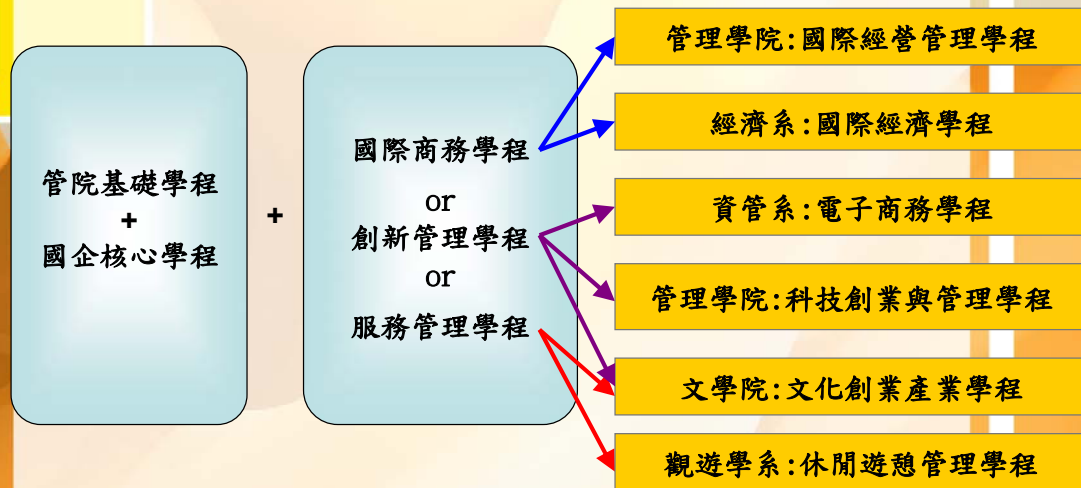 管院基礎學程
+
國企核心學程
+
國際商務學程
or
創新管理學程
or
服務管理學程
管理學院:國際經營管理學程
經濟系:國際經濟學程
資管系:電子商務學程
管理學院:科技創業與管理學程
文學院:文化創業產業學程
觀遊學系:休閒遊憩管理學程